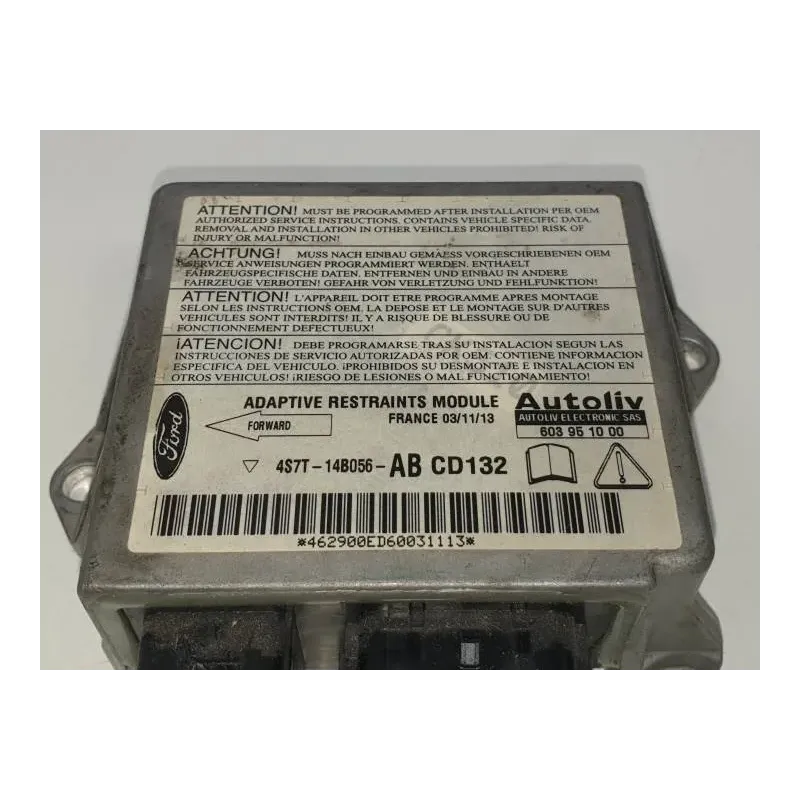 ATTENTION! MUST BE PROGRAMMED AFTER INSTALLATION PER OEM
AUTHORIZED SERVICE INSTRUCTIONS. CONTAINS VEHICLE SPECIFIC DATA,
REMOVAL AND INSTALLATION IN OTHER VEHICLES PROHIBITED! RISK OF
INJURY OR MALFUNCTION!
ACHTUNG! MUSS NACH EINBAU GEMAESS VORGESCHRIEBENEN OEM
SERVICE ANWEISUNGEN PROGRAMMIERT WERDEN. ENTHAELT
FAHRZEUGSPEZIFISCHE DATEN. ENTFERNEN UND EINBAU IN ANDERE
FAHRZEUGE VERBOTEN! GEFAHR VON VERLETZUNG UND FEHLFUNKTION!
ATTENTION! L'APPAREIL DOIT ETRE PROGRAMME APRES MONTAGE
SELON LES INSTRUCTIONS OEM. LA DEPOSE ET LE MONTAGE SUR D'AUTRES
VEHICULES SONT INTERDITS! IL Y A RISQUE DE BLESSURE OU DE
FONCTIONNEMENT DEFECTUEUX!
¡ATENCION! DEBE PROGRAMARSE TRAS SU INSTALACION SEGUN LAS
INSTRUCCIONES DE SERVICIO AUTORIZADAS POR OEM. CONTIENE INFORMACION
ESPECIFICA DEL VEHICULO. ¡PROHIBIDOS SU DESMONTAJE E INSTALACION EN
OTROS VEHICULOS! ¡RIESGO DE LESIONES O MAL FUNCIONAMIENTO!
Ford
FORWARD
ADAPTIVE RESTRAINTS MODULE
FRANCE 03/11/13
Autoliv
AUTOLIV ELECTRONIC SAS
603 95 10 00
4S7T-14B056-AB CD132
*462900ED60031113*